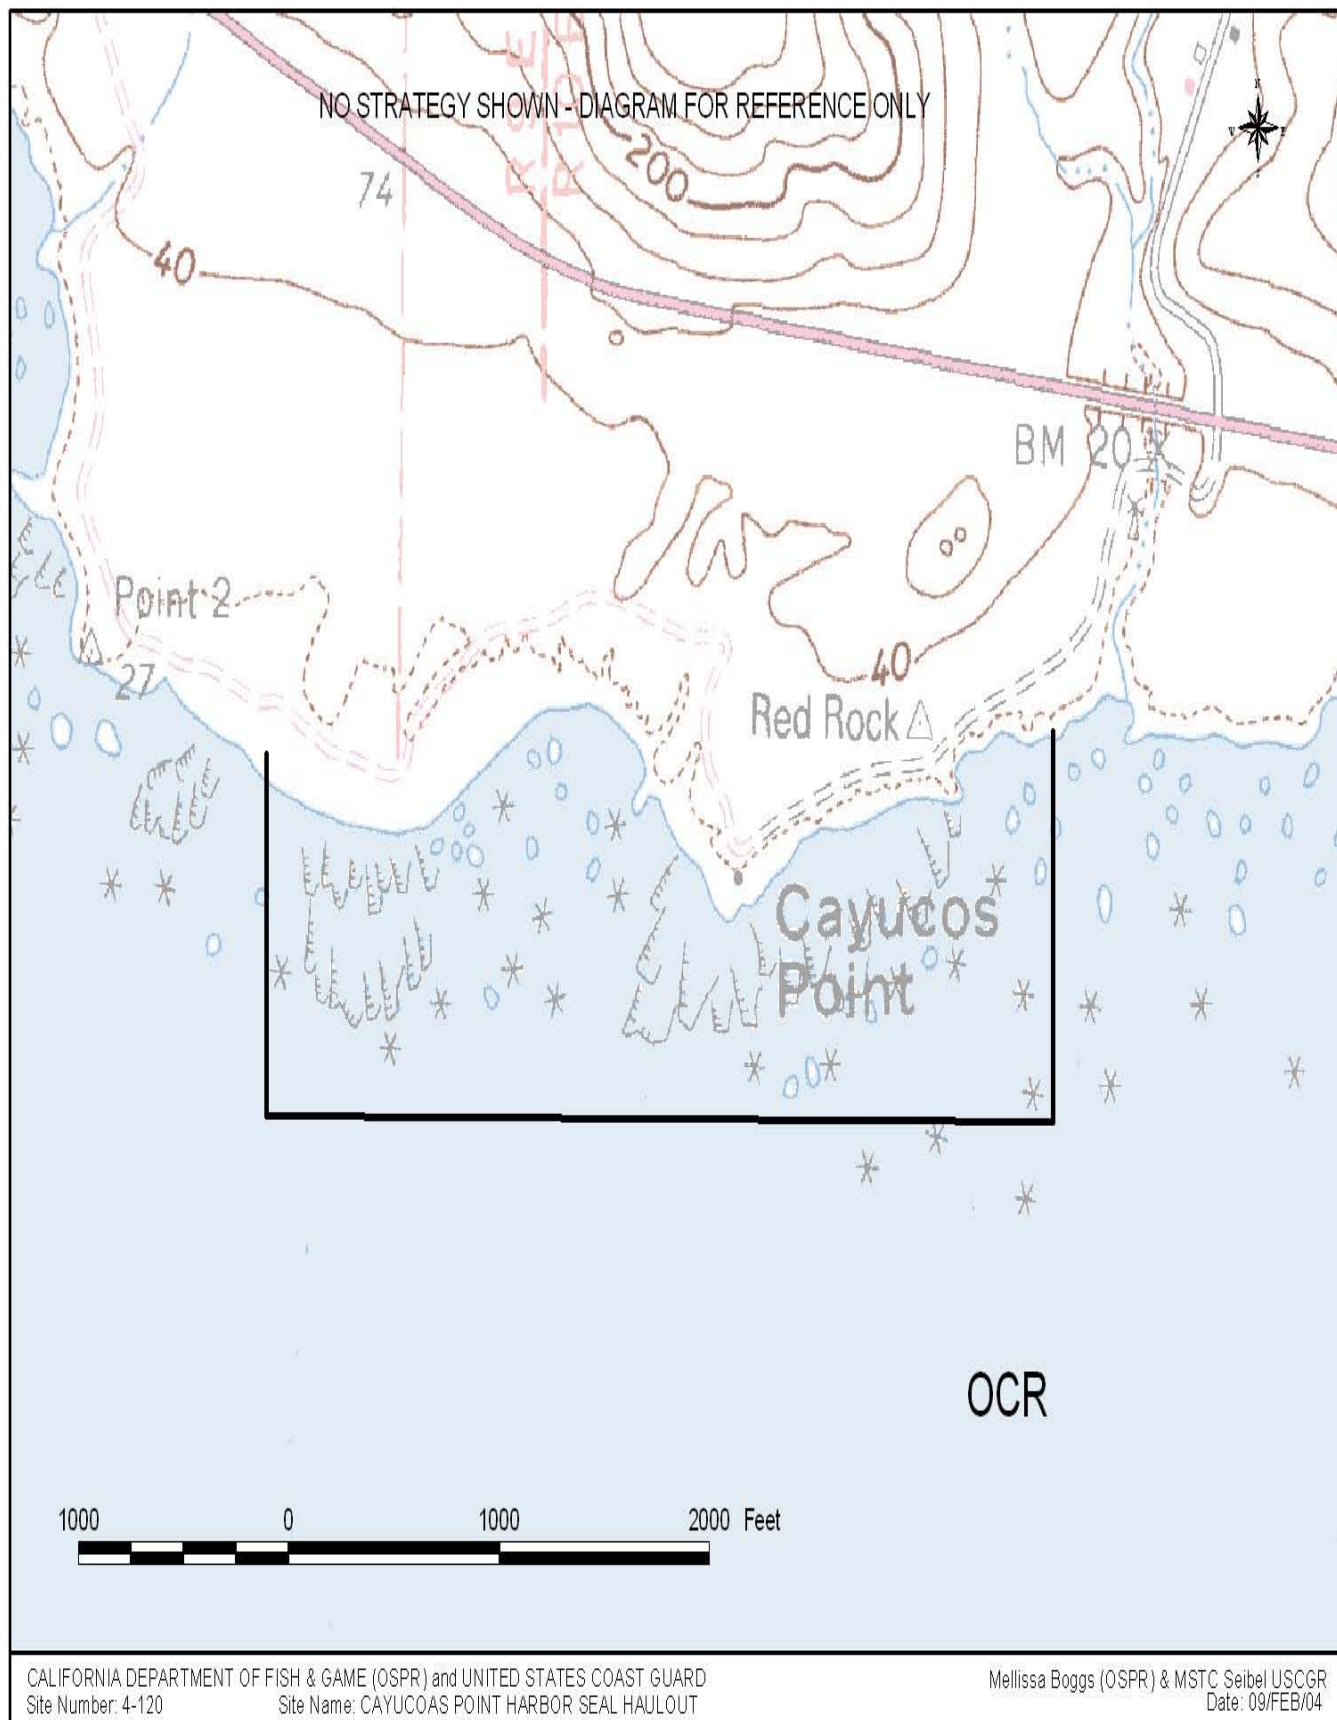 NO STRATEGY SHOWN - DIAGRAM FOR REFERENCE ONLY
R 9 E
R 10 E
N
W E
200
74
40
BM 20 X
Point 2
27
40
Red Rock
Cayucos
Point
OCR
1000 0 1000 2000 Feet
CALIFORNIA DEPARTMENT OF FISH & GAME (OSPR) and UNITED STATES COAST GUARD
Mellissa Boggs (OSPR) & MSTC Seibel USCGR
Site Number: 4-120 Site Name: CAYUCOAS POINT HARBOR SEAL HAULOUT
Date: 09/FEB/04